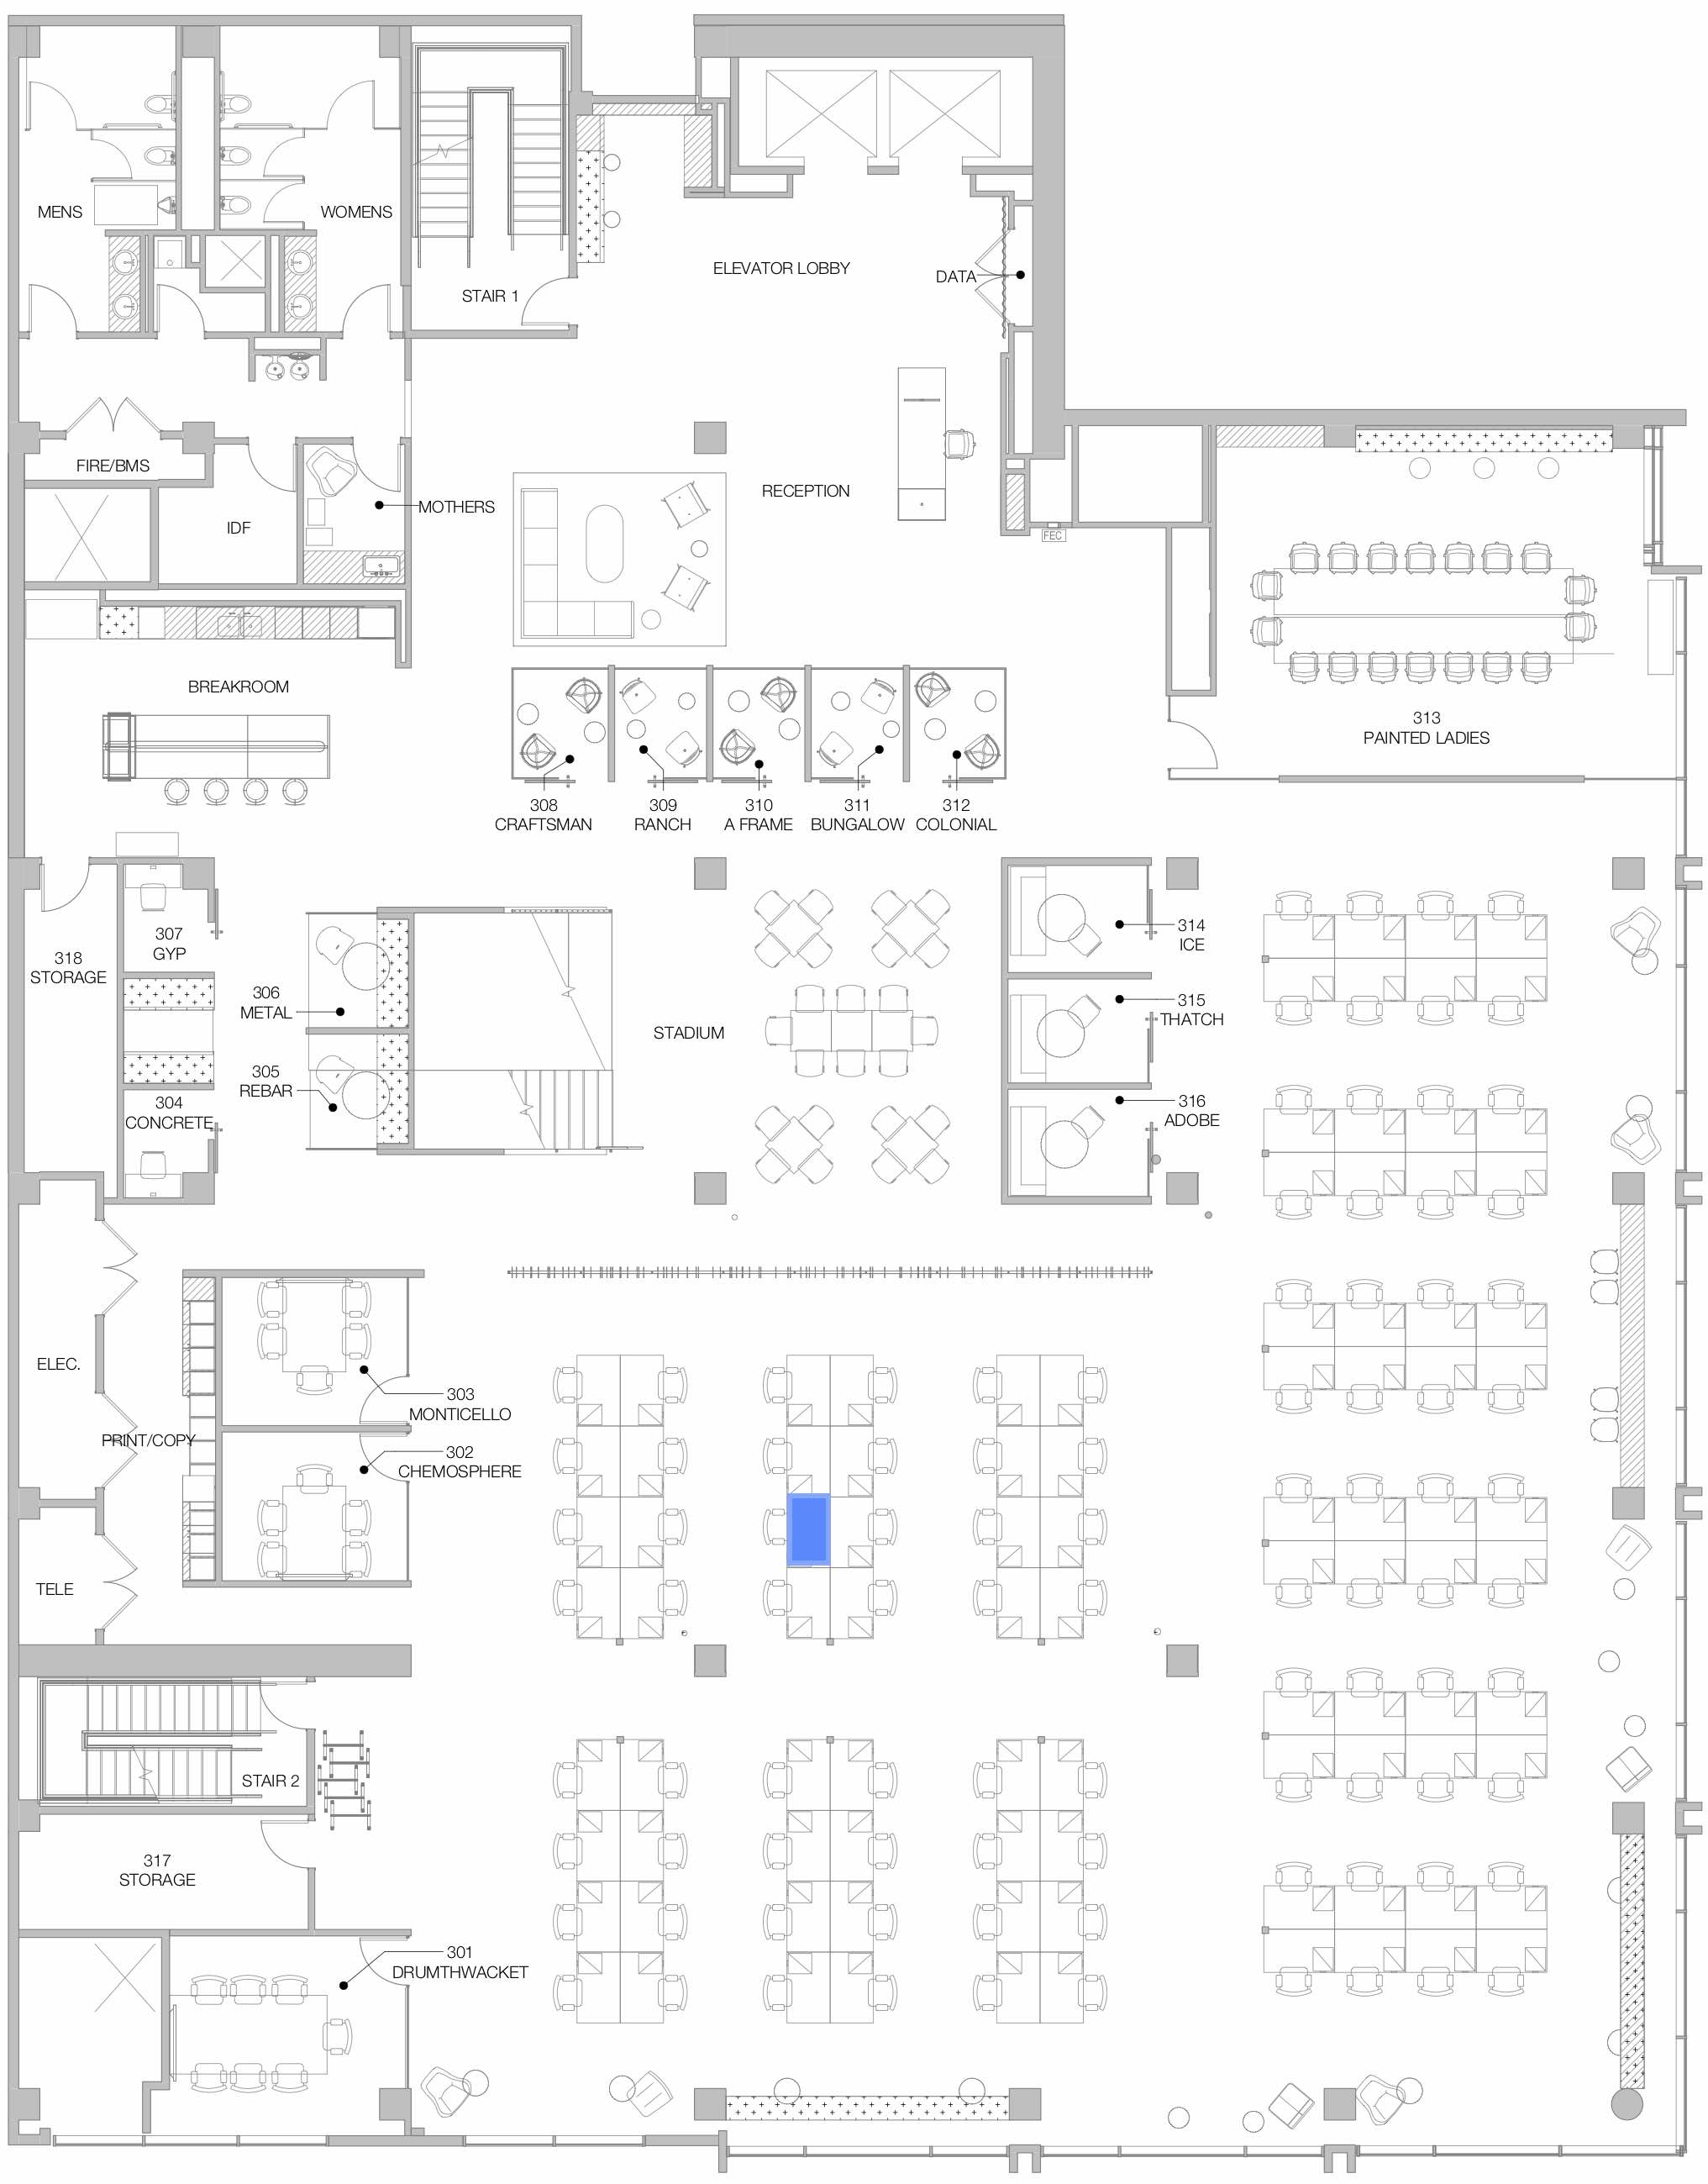 MENS
WOMENS
STAIR 1
ELEVATOR LOBBY
DATA
FIRE/BMS
IDF
MOTHERS
RECEPTION
FEC
BREAKROOM
313
PAINTED LADIES
308
CRAFTSMAN
309
RANCH
310
A FRAME
311
BUNGALOW
312
COLONIAL
307
GYP
318
STORAGE
306
METAL
305
REBAR
304
CONCRETE
STADIUM
314
ICE
315
THATCH
316
ADOBE
ELEC.
303
MONTICELLO
PRINT/COPY
302
CHEMOSPHERE
TELE
STAIR 2
317
STORAGE
301
DRUMTHWACKET